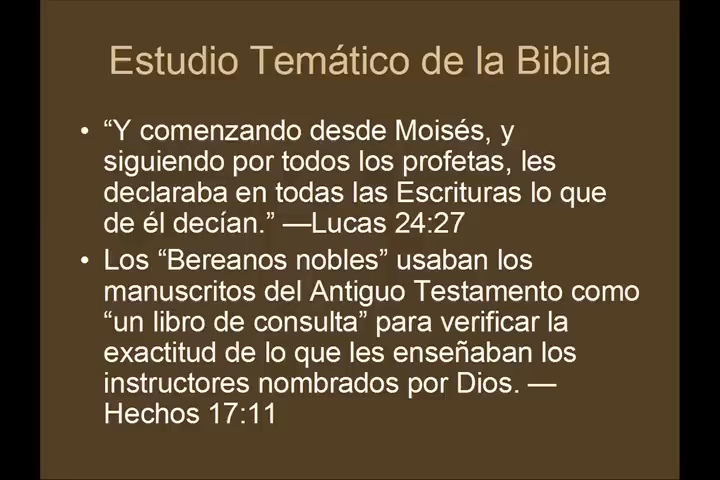 Estudio Temático de la Biblia
• “Y comenzando desde Moisés, y
siguiendo por todos los profetas, les
declaraba en todas las Escrituras lo que
de él decían.” —Lucas 24:27
• Los “Bereanos nobles” usaban los
manuscritos del Antiguo Testamento como
“un libro de consulta” para verificar la
exactitud de lo que les enseñaban los
instructores nombrados por Dios. —
Hechos 17:11